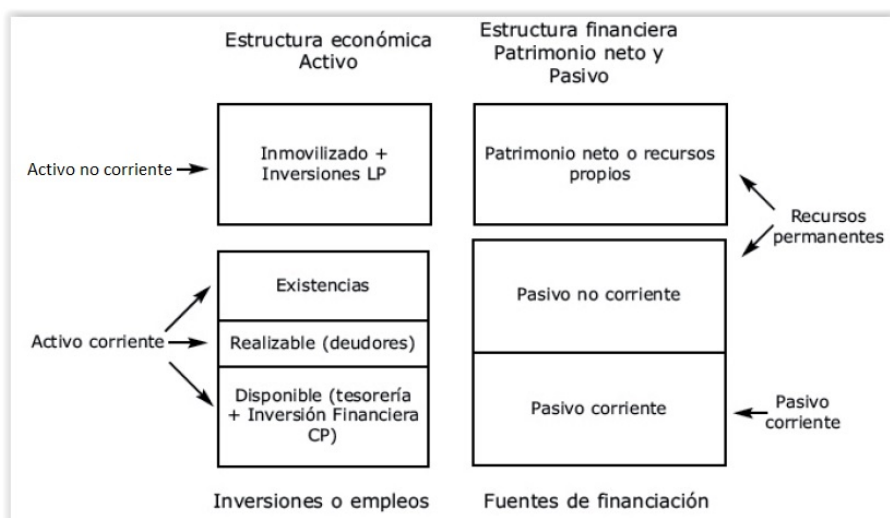 Estructura económica
Activo
Estructura financiera
Patrimonio neto y
Pasivo
Activo no corriente
Inmovilizado +
Inversiones LP
Patrimonio neto o recursos
propios
Recursos
permanentes
Activo corriente
Existencias
Realizable (deudores)
Disponible (tesorería
+ Inversión Financiera
CP)
Pasivo no corriente
Pasivo corriente
Pasivo
corriente
Inversiones o empleos
Fuentes de financiación